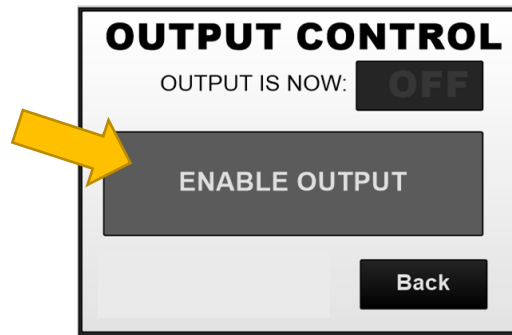 OUTPUT CONTROL
OUTPUT IS NOW: OFF
ENABLE OUTPUT
Back